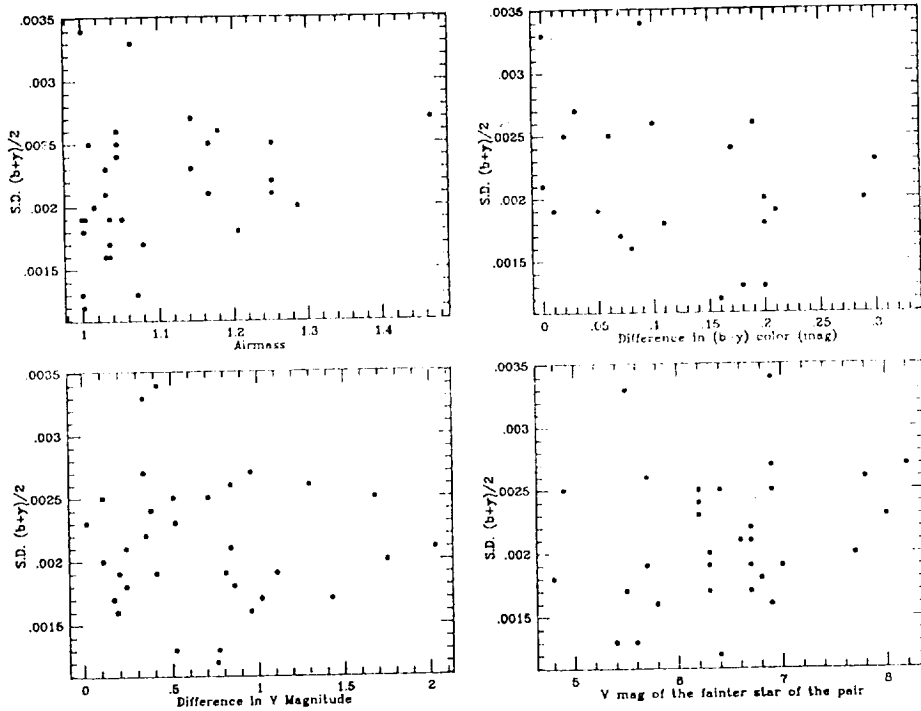 .0035
.003
.0025
.002
.0015
S.D. (b+y)/2
1 1.1 1.2 1.3 1.4
Airmass
.0035
.003
.0025
.002
.0015
S.D. (b+y)/2
0 .05 .1 .15 .2 .25 .3
Difference in (b-y) color (mag)
.0035
.003
.0025
.002
.0015
S.D. (b+y)/2
0 .5 1 1.5 2
Difference in V Magnitude
.0035
.003
.0025
.002
.0015
S.D. (b+y)/2
5 6 7 8
V mag of the fainter star of the pair